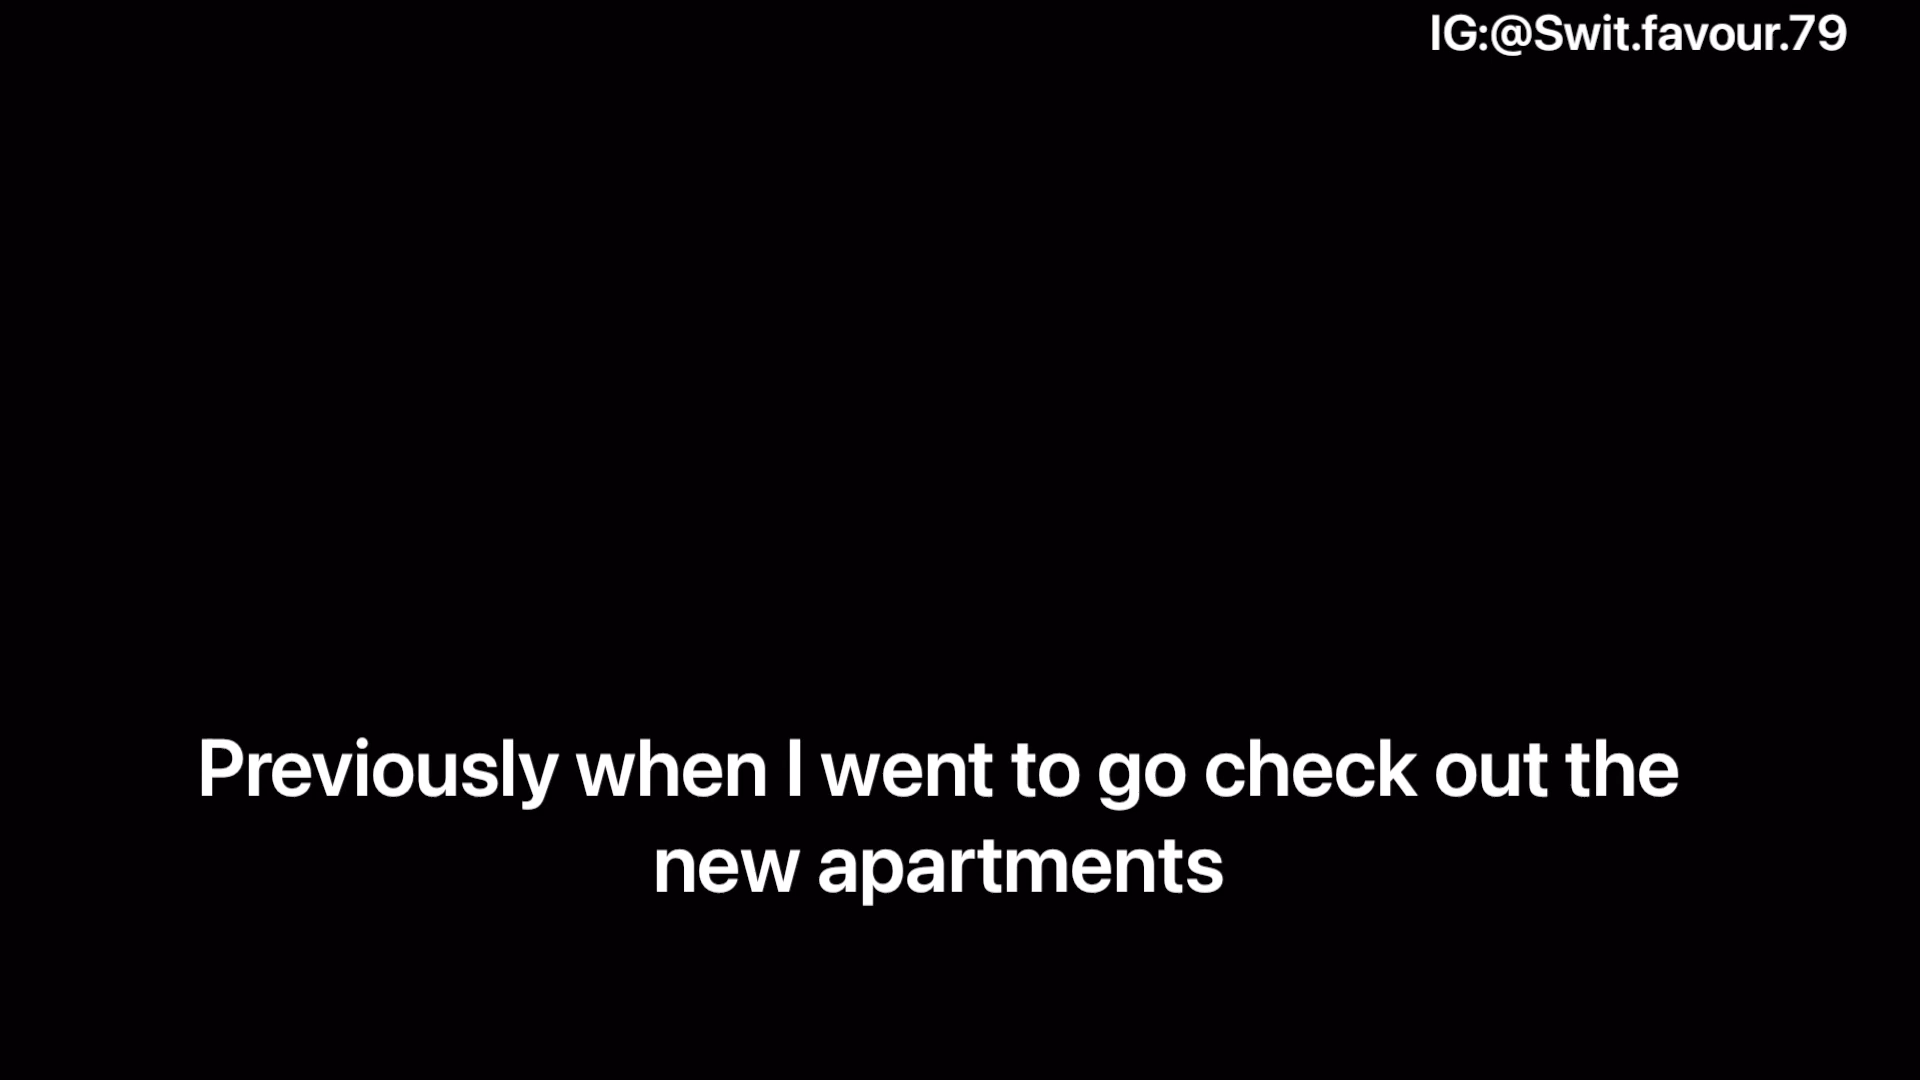 IG:@Swit.favour.79
Previously when I went to go check out the
new apartments